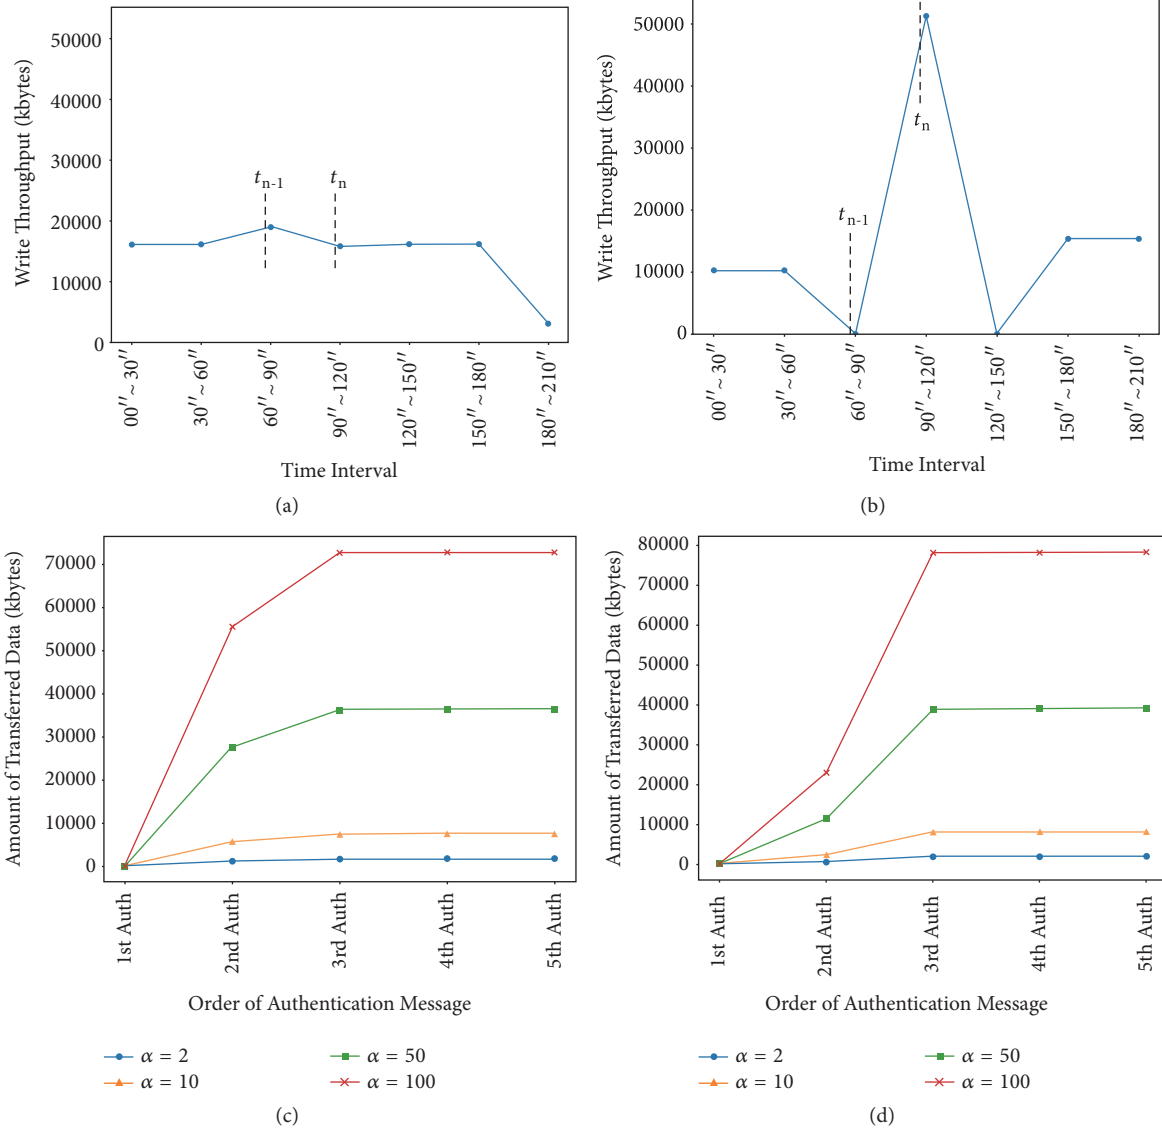 Write Throughput (kbytes)
50000
40000
30000
20000
10000
0
tn-1
tn
00″~ 30″
30″~ 60″
60″~ 90″
90″~ 120″
120″~ 150″
150″~ 180″
180″~ 210″
Time Interval
(a)
Write Throughput (kbytes)
50000
40000
30000
20000
10000
0
tn-1
tn
00″~ 30″
30″~ 60″
60″~ 90″
90″~ 120″
120″~ 150″
150″~ 180″
180″~ 210″
Time Interval
(b)
Amount of Transferred Data (kbytes)
70000
60000
50000
40000
30000
20000
10000
0
1st Auth
2nd Auth
3rd Auth
4th Auth
5th Auth
Order of Authentication Message
α = 2
α = 10
α = 50
α = 100
(c)
Amount of Transferred Data (kbytes)
80000
70000
60000
50000
40000
30000
20000
10000
0
1st Auth
2nd Auth
3rd Auth
4th Auth
5th Auth
Order of Authentication Message
α = 2
α = 10
α = 50
α = 100
(d)